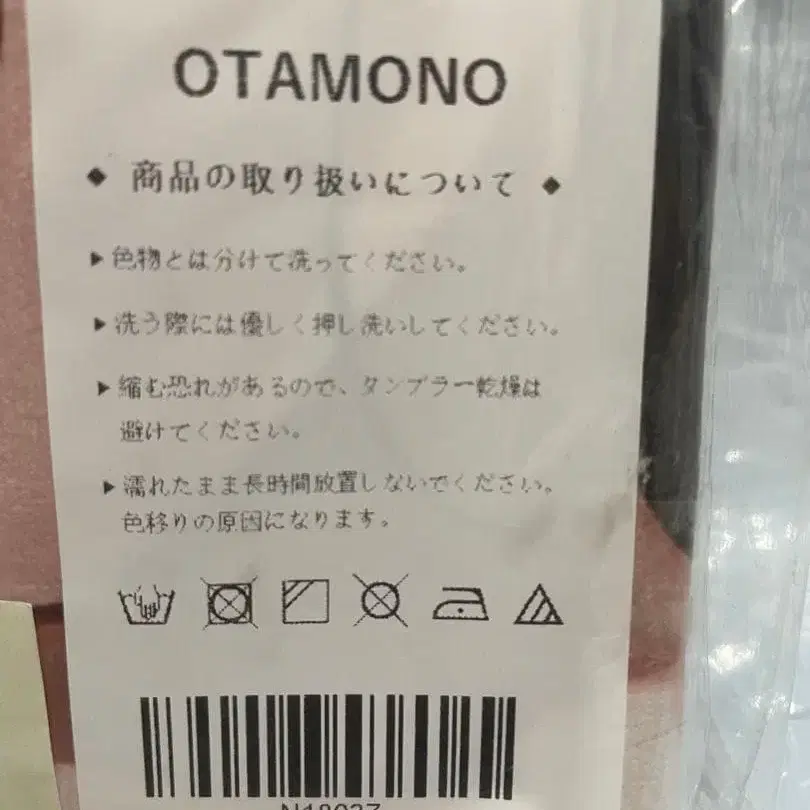 OTAMONO
◆ 商品の取り扱いについて ◆
▶色物とは分けて洗ってください。
▶洗う際には優しく押し洗いしてください。
▶縮む恐れがあるので、タンブラー乾燥は
避けてください。
▶濡れたまま長時間放置しないでください。
色移りの原因になります。